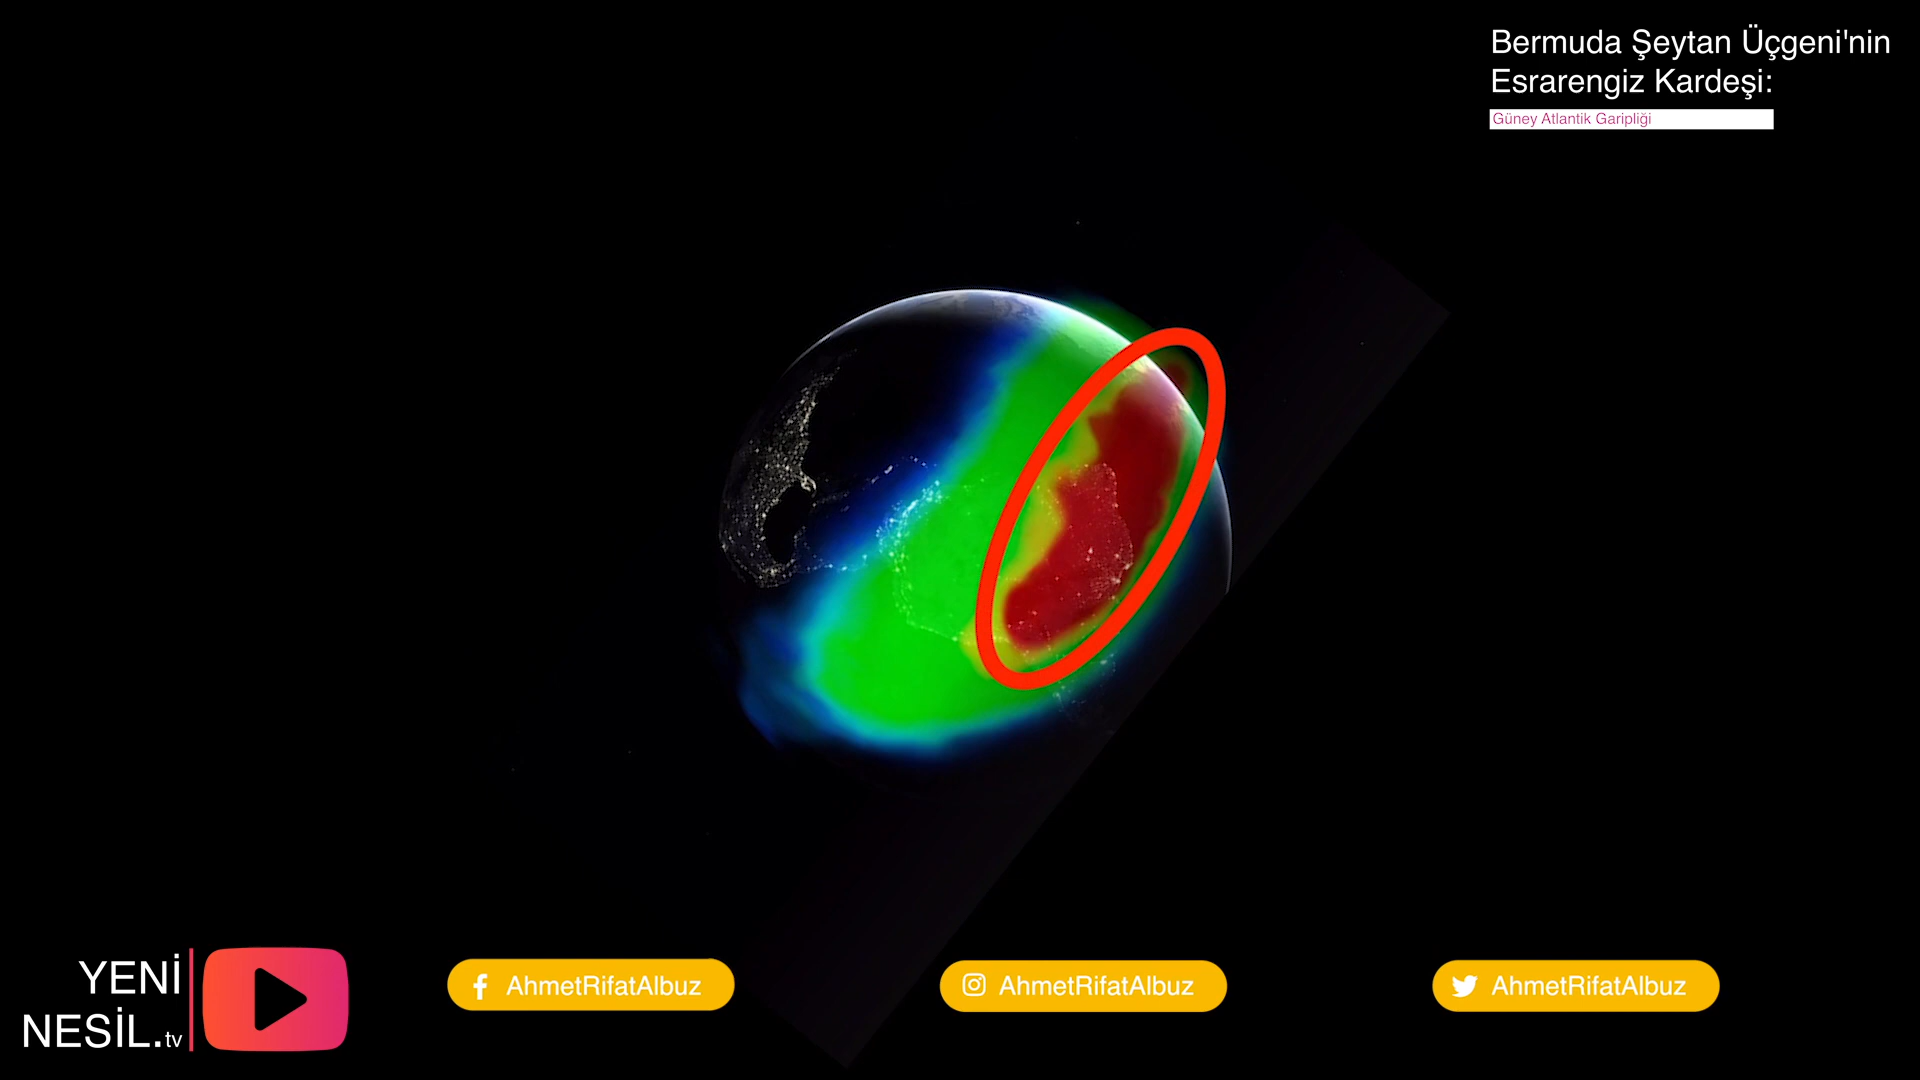 Bermuda Şeytan Üçgeni'nin
Esrarengiz Kardeşi:
Güney Atlantik Garipliği
YENİ
NESİL.tv
AhmetRifatAlbuz
AhmetRifatAlbuz
AhmetRifatAlbuz